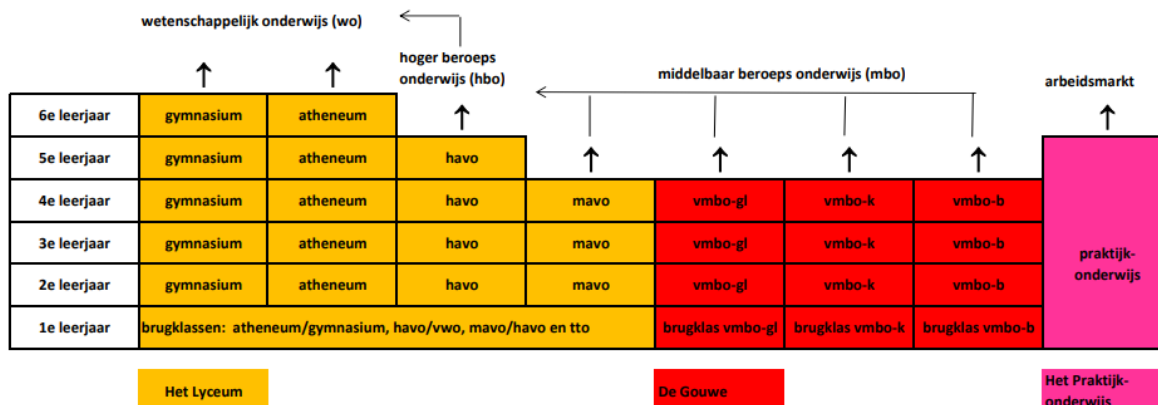 wetenschappelijk onderwijs (wo)
hoger beroeps
onderwijs (hbo)
middelbaar beroeps onderwijs (mbo)
arbeidsmarkt
6e leerjaar gymnasium atheneum
5e leerjaar gymnasium atheneum havo
4e leerjaar gymnasium atheneum havo mavo vmbo-gl vmbo-k vmbo-b
3e leerjaar gymnasium atheneum havo mavo vmbo-gl vmbo-k vmbo-b
praktijk-
onderwijs
2e leerjaar gymnasium atheneum havo mavo vmbo-gl vmbo-k vmbo-b
1e leerjaar brugklassen: atheneum/gymnasium, havo/vwo, mavo/havo en tto brugklas vmbo-gl brugklas vmbo-k brugklas vmbo-b
Het Lyceum
De Gouwe
Het Praktijk-
onderwijs